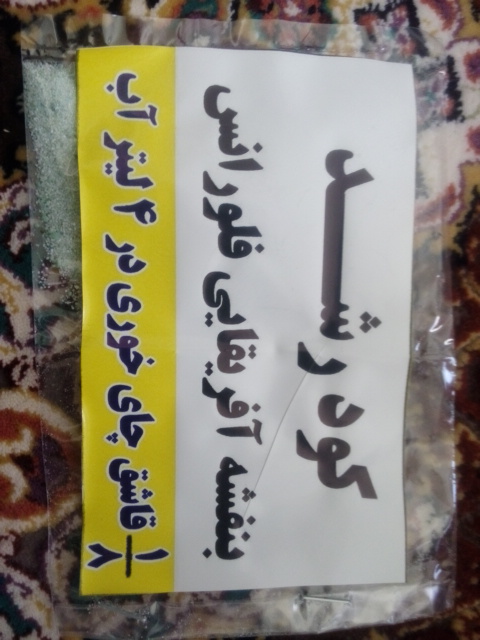 کود رشد
بنفشه آفریقایی فلورانس
۱/۸ قاشق چای خوری در ۴ لیتر آب